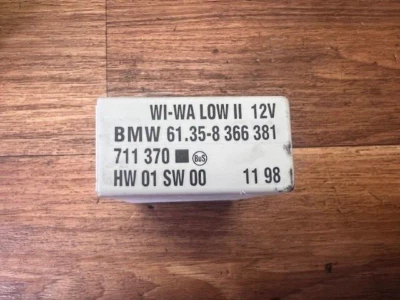 WI-WA LOW II 12V
BMW 61.35-8 366 381
711 370 BuS
HW 01 SW 00 11 98